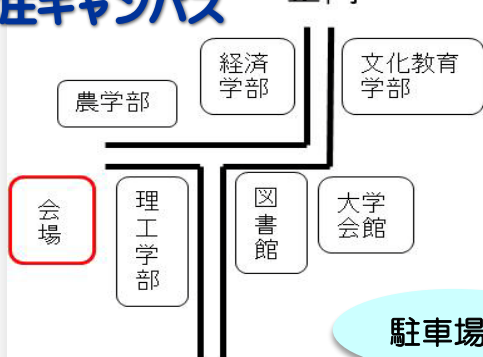 庄キャンパス
経済
学部
文化教育
学部
農学部
会場
理工学部
図書館
大学
会館
駐車場